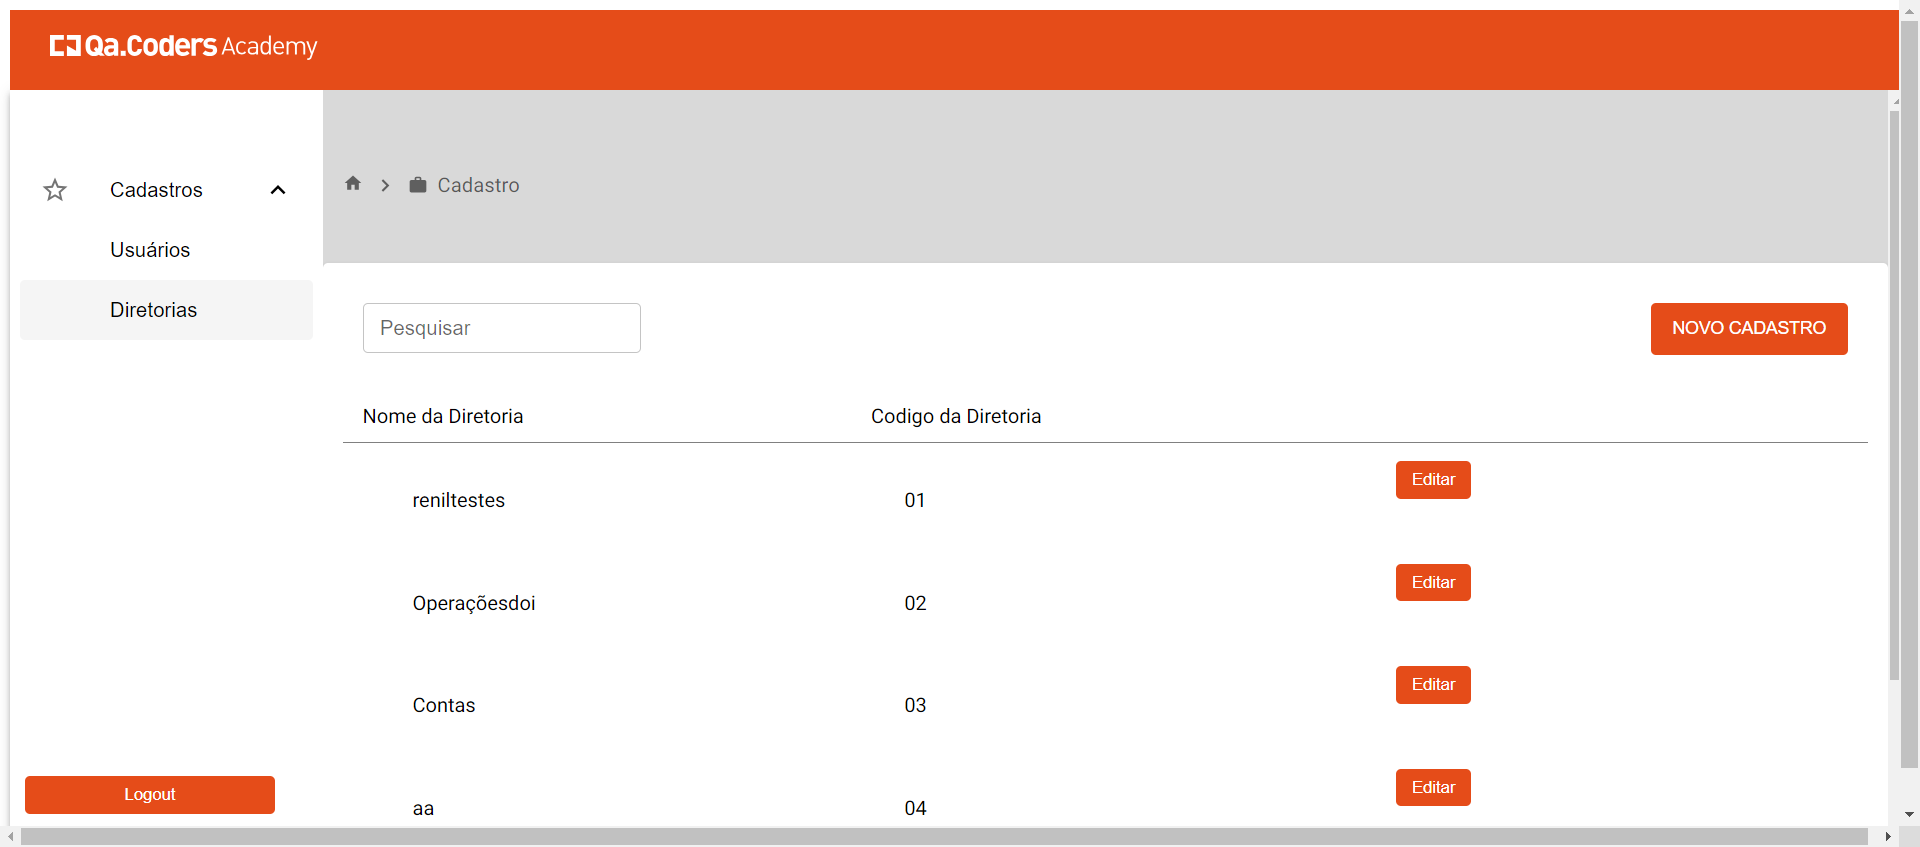 Qa.Coders Academy
Cadastros
Usuários
Diretorias
Logout
Cadastro
Pesquisar
NOVO CADASTRO
Nome da Diretoria Codigo da Diretoria
reniltestes 01 Editar
Operaçõesdoi 02 Editar
Contas 03 Editar
aa 04 Editar